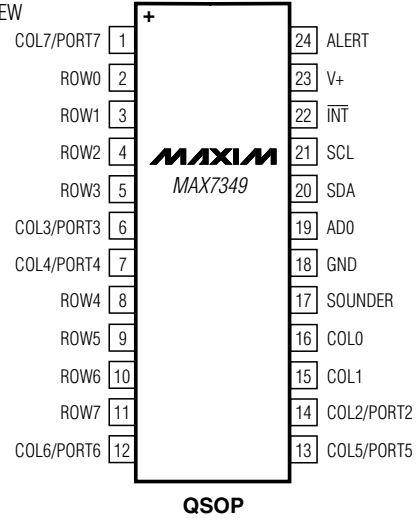 EW
+
COL7/PORT7 1 24 ALERT
ROW0 2 23 V+
ROW1 3 22 INT
ROW2 4 MAXIM 21 SCL
ROW3 5 MAX7349 20 SDA
COL3/PORT3 6 19 AD0
COL4/PORT4 7 18 GND
ROW4 8 17 SOUNDER
ROW5 9 16 COL0
ROW6 10 15 COL1
ROW7 11 14 COL2/PORT2
COL6/PORT6 12 13 COL5/PORT5
QSOP